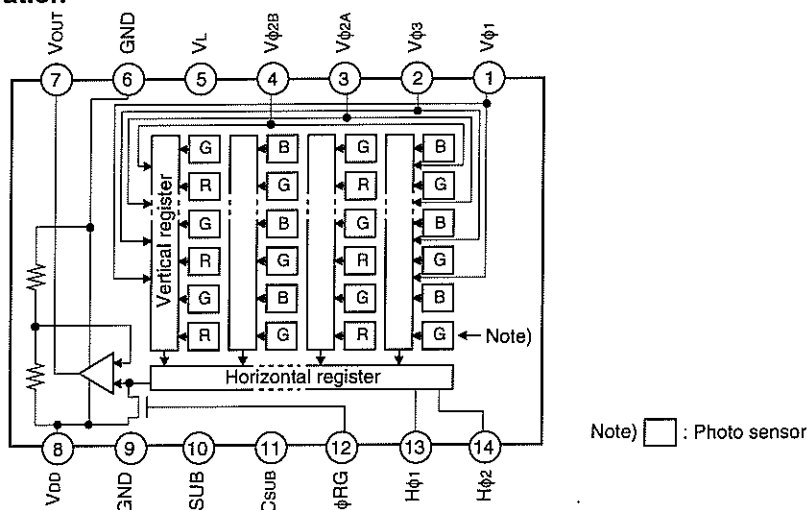 VOUT GND VL Vϕ2B Vϕ2A Vϕ3 Vϕ1
7 6 5 4 3 2 1
Vertical register
G B G B
R G R G
G B G B
R G R G
G B G B
R G R G
Note)
Horizontal register
8 9 10 11 12 13 14
VDD GND SUB CSUB ϕRG Hϕ1 Hϕ2
Note) : Photo sensor